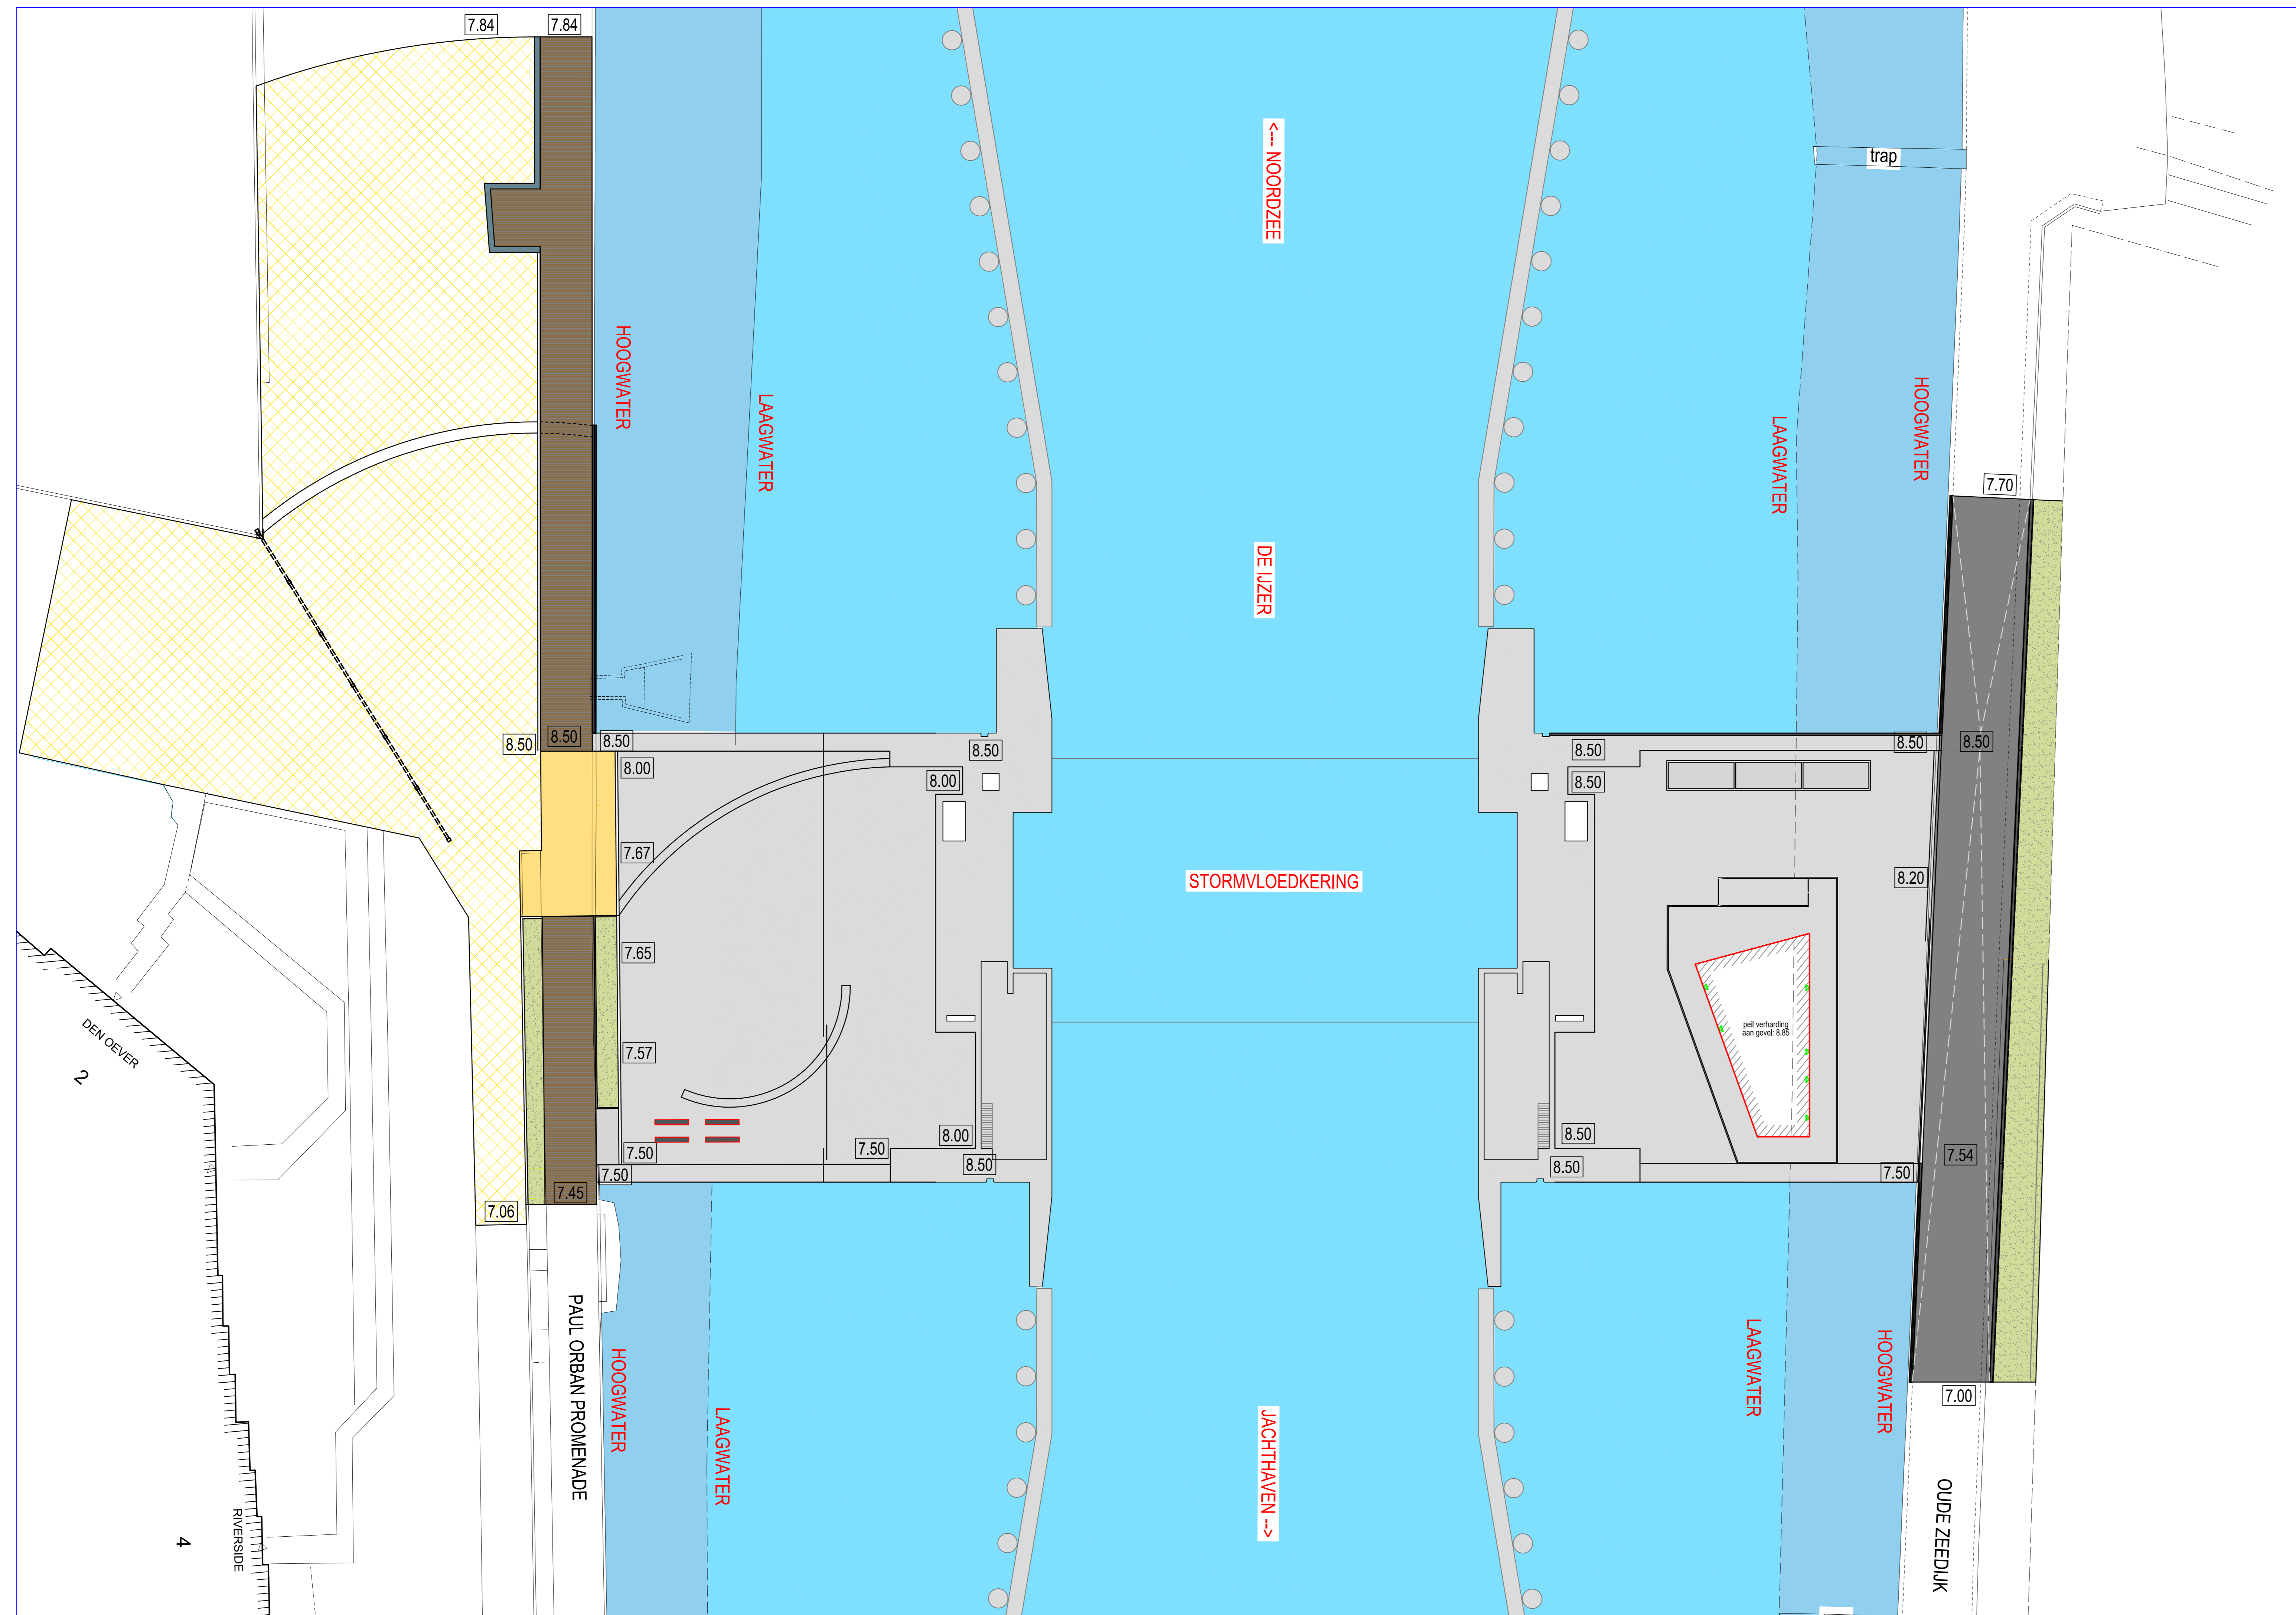 7.84
7.84
<--- NOORDZEE
trap
HOOGWATER
LAAGWATER
HOOGWATER
LAAGWATER
7.70
DE IJZER
8.50
8.50
8.50
8.50
8.50
8.50
8.50
8.00
8.00
8.50
7.67
8.20
STORMVLOEDKERING
7.65
peil verharding
aan gevel: 8.85
7.57
DEN OEVER
2
8.00
8.50
7.50
7.50
7.54
8.50
8.50
7.50
7.50
7.45
7.06
PAUL ORBAN PROMENADE
HOOGWATER
LAAGWATER
LAAGWATER
HOOGWATER
7.00
JACHTHAVEN -->
RIVERSIDE
4
OUDE ZEEDIJK